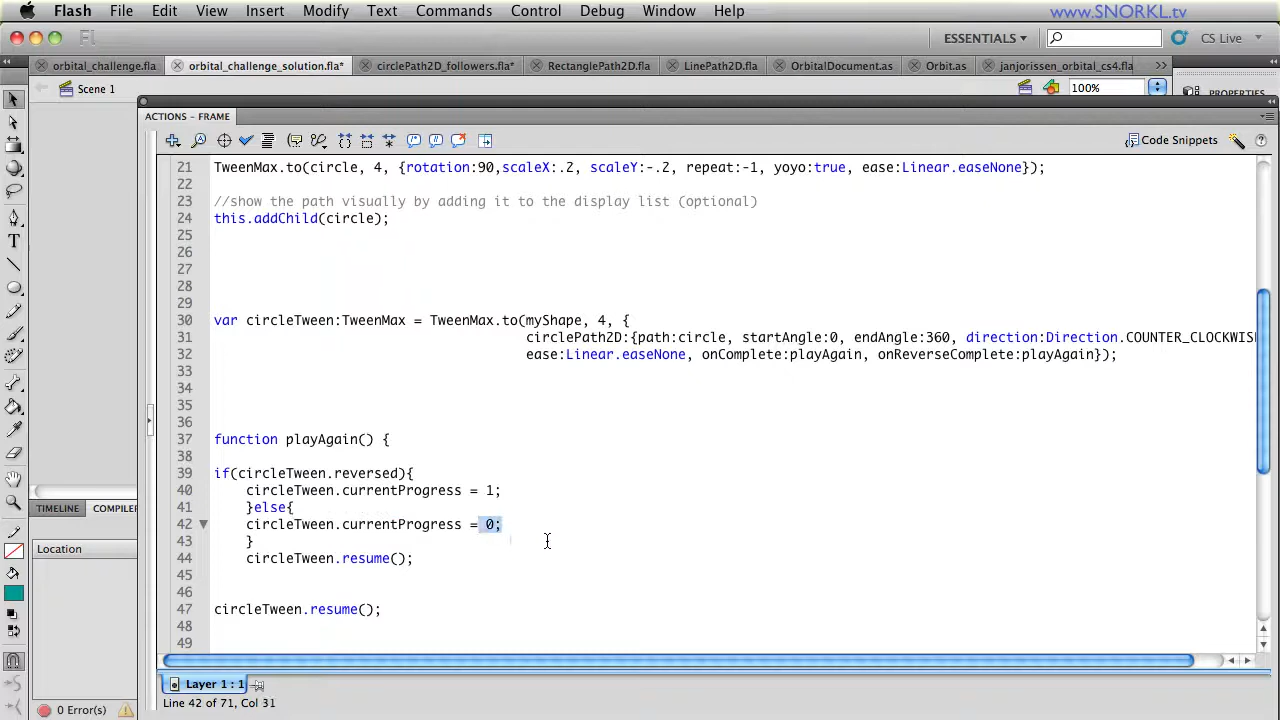 Flash File Edit View Insert Modify Text Commands Control Debug Window Help
www.SNORKL.tv
Fl ESSENTIALS CS Live
orbital_challenge.fla orbital_challenge_solution.fla* circlePath2D_followers.fla* RectanglePath2D.fla LinePath2D.fla OrbitalDocument.as Orbit.as janjorissen_orbital_cs4.fla
Scene 1 100% PROPERTIES
ACTIONS - FRAME
Code Snippets
21 TweenMax.to(circle, 4, {rotation:90,scaleX:.2, scaleY:-.2, repeat:-1, yoyo:true, ease:Linear.easeNone});
22
23 //show the path visually by adding it to the display list (optional)
24 this.addChild(circle);
25
26
27
28
29
30 var circleTween:TweenMax = TweenMax.to(myShape, 4, {
31 circlePath2D:{path:circle, startAngle:0, endAngle:360, direction:Direction.COUNTER_CLOCKWIS
32 ease:Linear.easeNone, onComplete:playAgain, onReverseComplete:playAgain});
33
34
35
36
37 function playAgain() {
38
39 if(circleTween.reversed){
40 circleTween.currentProgress = 1;
41 }else{
42 circleTween.currentProgress = 0;
43 }
44 circleTween.resume();
45
46
47 circleTween.resume();
48
49
TIMELINE COMPILER
Location
0 Error(s)
Layer 1 : 1
Line 42 of 71, Col 31